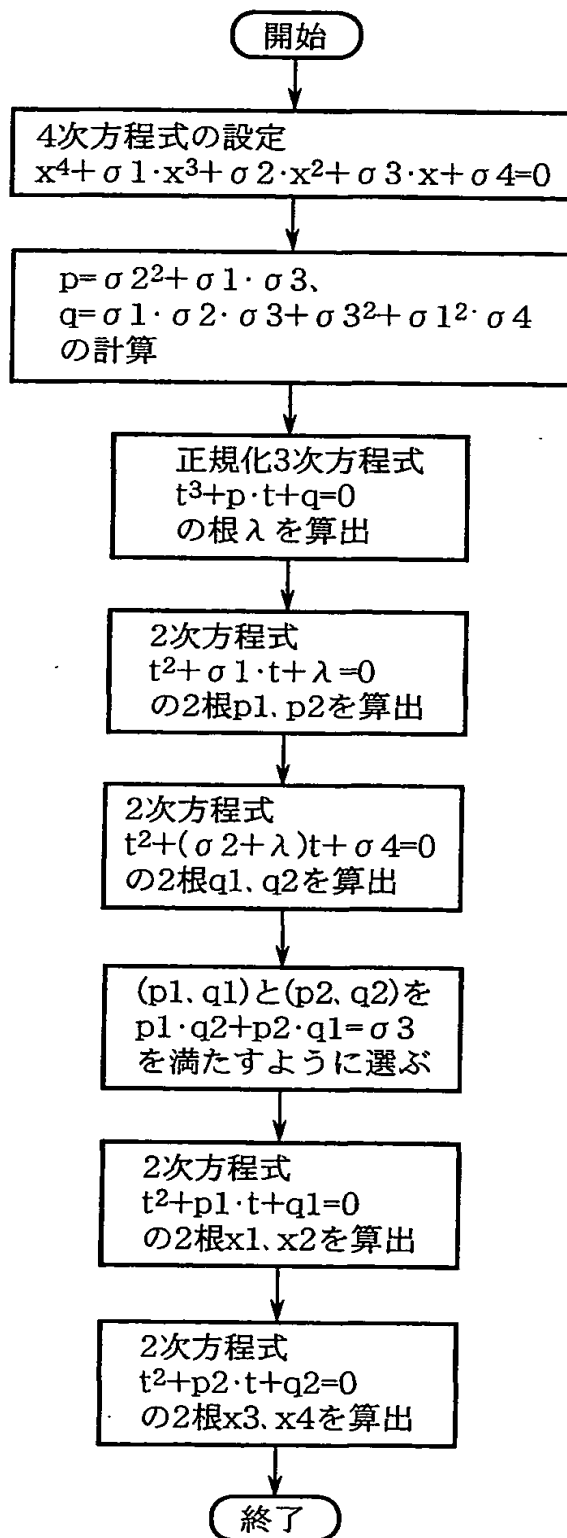 開始
4次方程式の設定
x⁴+σ1·x³+σ2·x²+σ3·x+σ4=0
p=σ2²+σ1·σ3、
q=σ1·σ2·σ3+σ3²+σ1²·σ4
の計算
正規化3次方程式
t³+p·t+q=0
の根λを算出
2次方程式
t²+σ1·t+λ=0
の2根p1、p2を算出
2次方程式
t²+(σ2+λ)t+σ4=0
の2根q1、q2を算出
(p1、q1)と(p2、q2)を
p1·q2+p2·q1=σ3
を満たすように選ぶ
2次方程式
t²+p1·t+q1=0
の2根x1、x2を算出
2次方程式
t²+p2·t+q2=0
の2根x3、x4を算出
終了